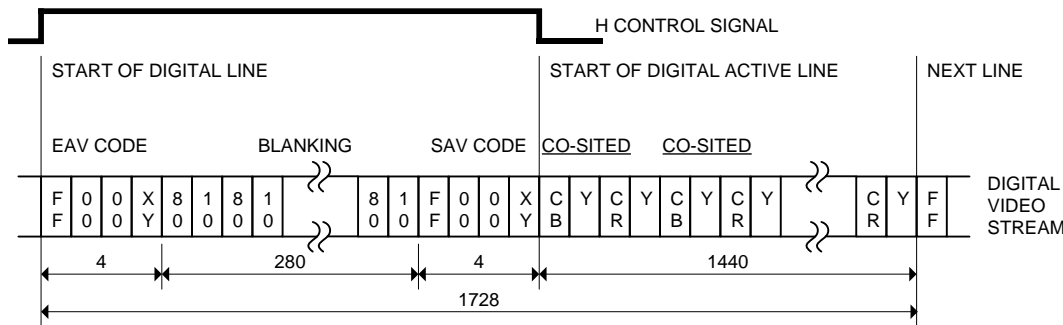 H CONTROL SIGNAL
START OF DIGITAL LINE START OF DIGITAL ACTIVE LINE NEXT LINE
EAV CODE BLANKING SAV CODE CO-SITED CO-SITED
F 0 0 X 8 1 8 1 8 1 F 0 0 X C Y C Y C Y C Y C Y F
F 0 0 Y 0 0 0 0 0 0 F 0 0 Y B R B R R F
DIGITAL
VIDEO
STREAM
4 280 4 1440
1728